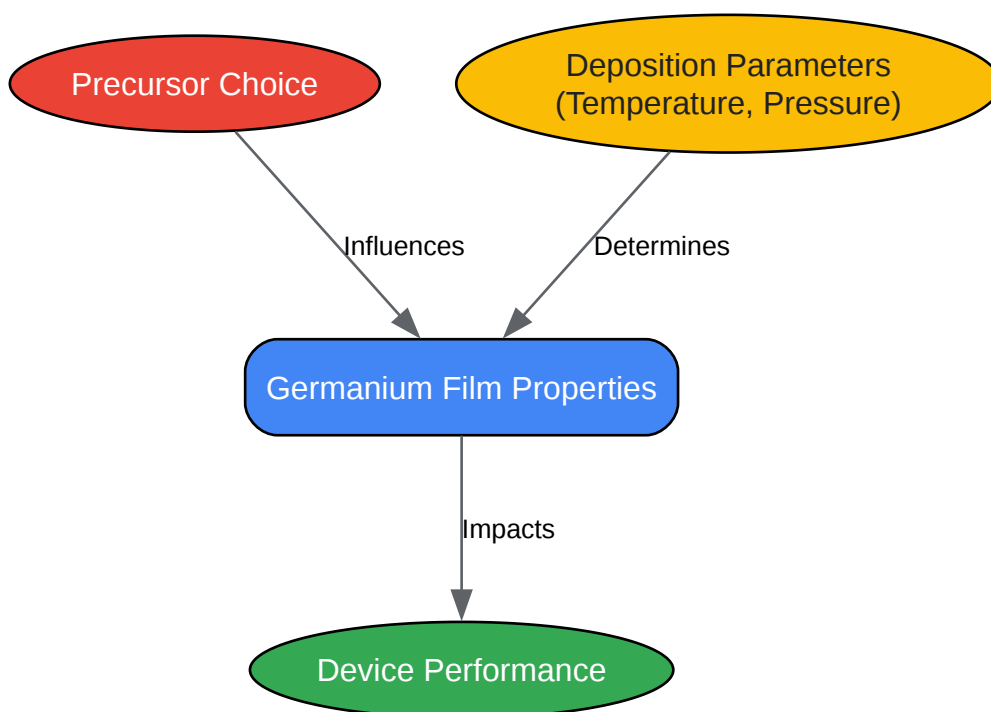 Precursor Choice
Deposition Parameters
(Temperature, Pressure)
Influences
Determines
Germanium Film Properties
Impacts
Device Performance